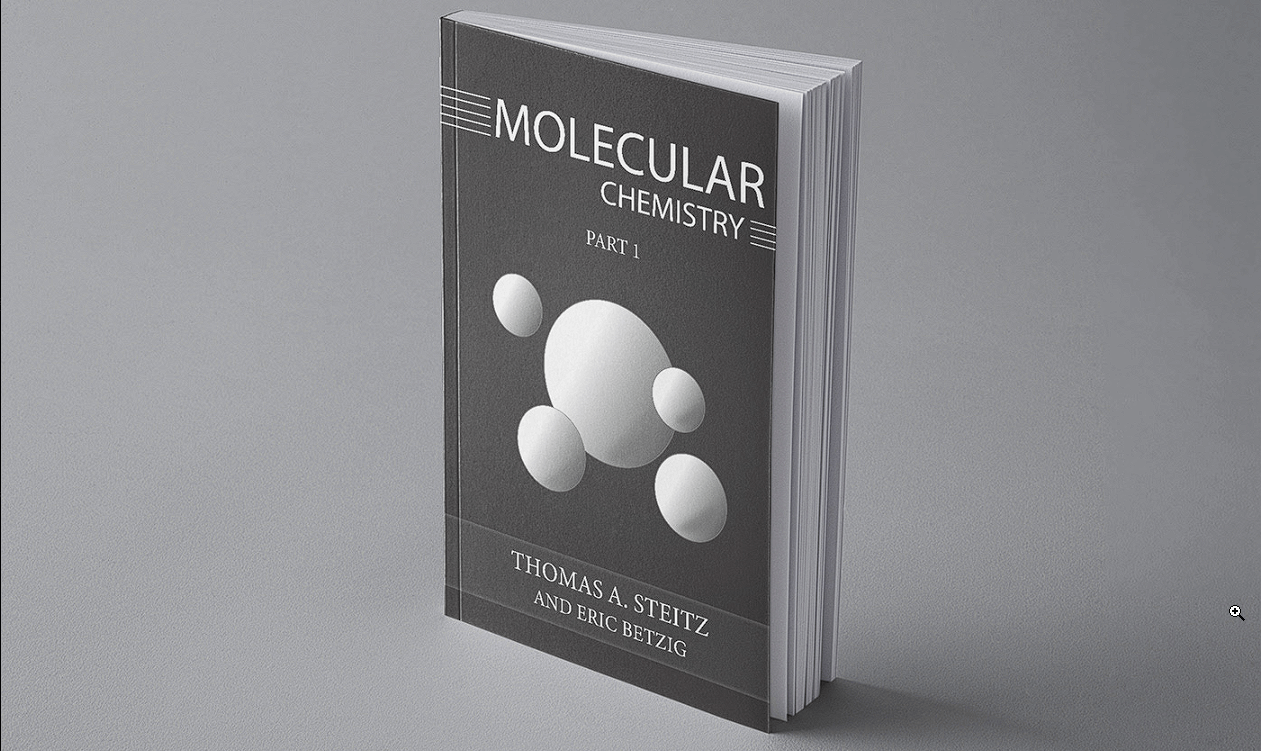 MOLECULAR
CHEMISTRY
PART 1
THOMAS A. STEITZ
AND ERIC BETZIG